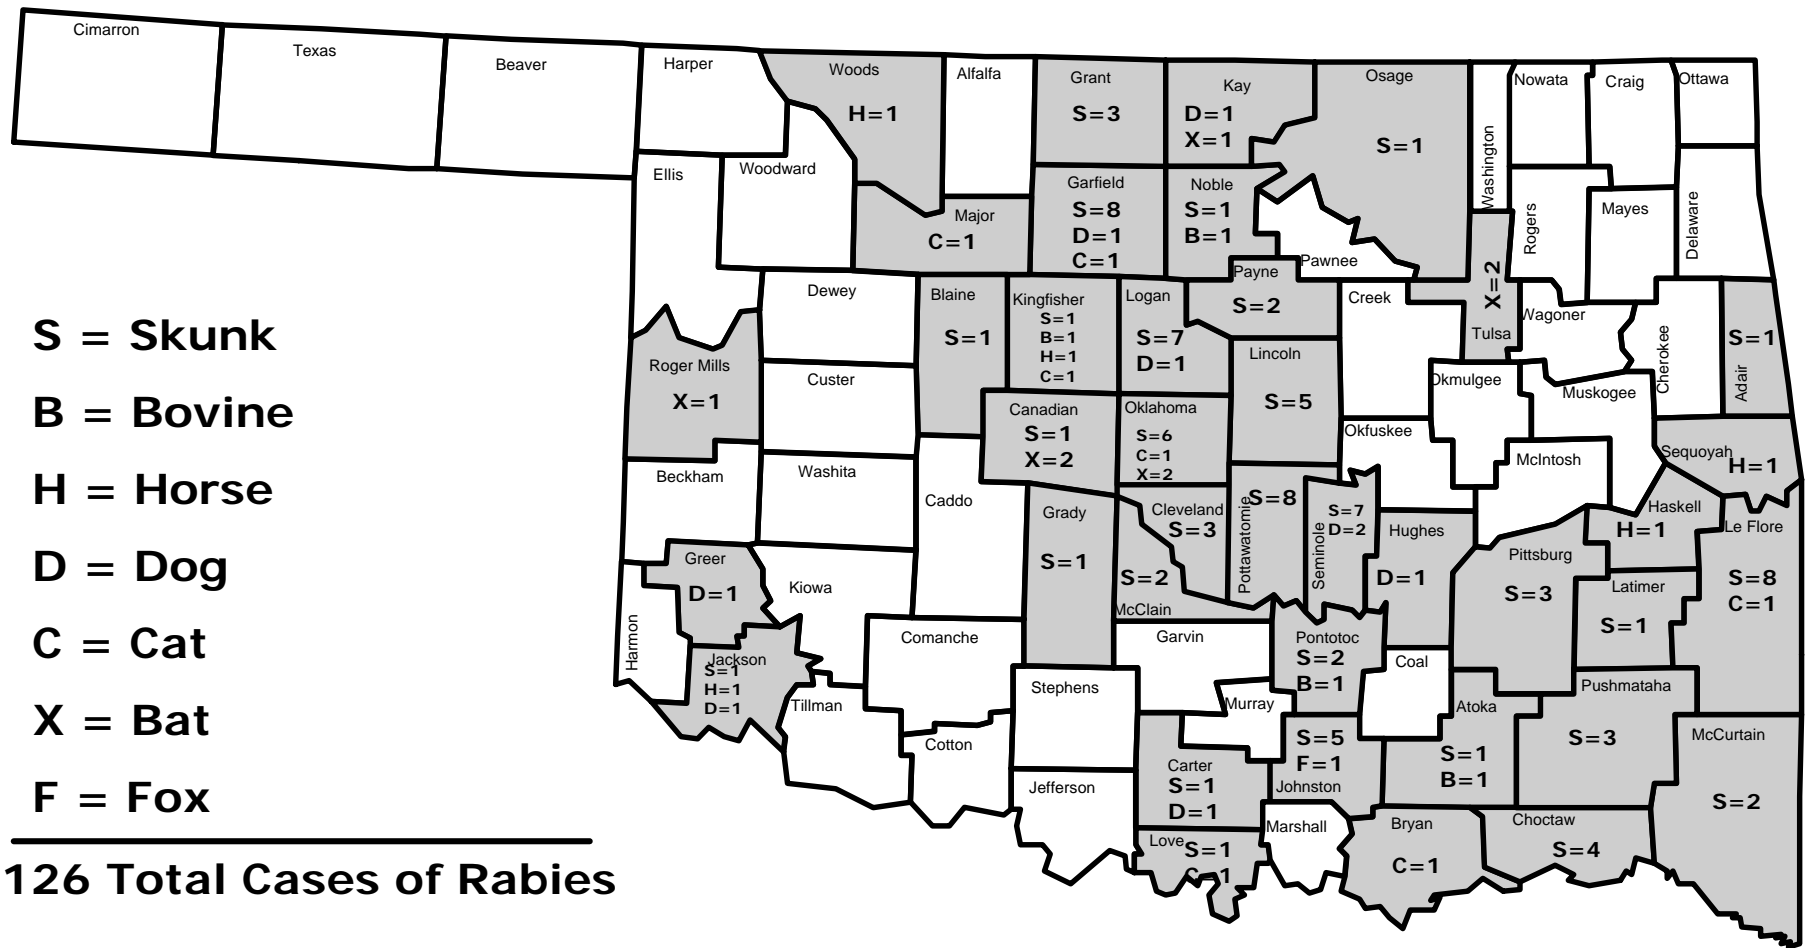 Cimarron
Texas
Beaver
Harper
Woods
H=1
Alfalfa
Grant
S=3
Kay
D=1
X=1
Osage
S=1
Washington
Nowata
Craig
Ottawa
Ellis
Woodward
Major
C=1
Garfield
S=8
D=1
C=1
Noble
S=1
B=1
Pawnee
Rogers
Mayes
Delaware
Dewey
Blaine
S=1
Kingfisher
S=1
B=1
H=1
C=1
Logan
S=7
D=1
Payne
S=2
Creek
X=2
Tulsa
Wagoner
Cherokee
S=1
Adair
Roger Mills
X=1
Custer
Canadian
S=1
X=2
Oklahoma
S=6
C=1
X=2
Lincoln
S=5
Okmulgee
Muskogee
Okfuskee
McIntosh
Sequoyah
H=1
Beckham
Washita
Caddo
Grady
S=1
Cleveland
S=3
S=2
McClain
Pottawatomie
S=8
Seminole
S=7
D=2
Hughes
D=1
Pittsburg
S=3
Haskell
H=1
Le Flore
S=8
C=1
Latimer
S=1
Greer
D=1
Kiowa
Harmon
Jackson
S=1
H=1
D=1
Tillman
Comanche
Cotton
Stephens
Jefferson
Garvin
Murray
Pontotoc
S=2
B=1
Coal
Atoka
S=1
B=1
Pushmataha
S=3
McCurtain
S=2
Carter
S=1
D=1
S=5
F=1
Johnston
Love
S=1
C=1
Marshall
Bryan
C=1
Choctaw
S=4
S = Skunk
B = Bovine
H = Horse
D = Dog
C = Cat
X = Bat
F = Fox
126 Total Cases of Rabies